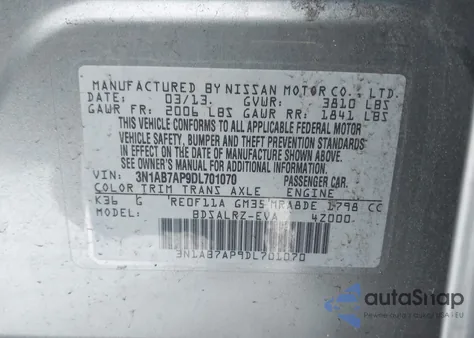 MANUFACTURED BY NISSAN MOTOR CO., LTD.
DATE: 03/13. GVWR: 3810 LBS
GAWR FR: 2006 LBS GAWR RR: 1841 LBS
THIS VEHICLE CONFORMS TO ALL APPLICABLE FEDERAL MOTOR
VEHICLE SAFETY, BUMPER AND THEFT PREVENTION STANDARDS
IN EFFECT ON THE DATE OF MANUFACTURE SHOWN ABOVE.
SEE OWNER'S MANUAL FOR ADDITIONAL INFORMATION.
VIN: 3N1AB7AP9DL701070 PASSENGER CAR.
COLOR TRIM TRANS AXLE ENGINE
K36 G RE0F11A GM35 MRA8DE 1798 CC
MODEL: BDSALRZ-EVA 4Z000.
3N1AB7AP9DL701070
autoSnap